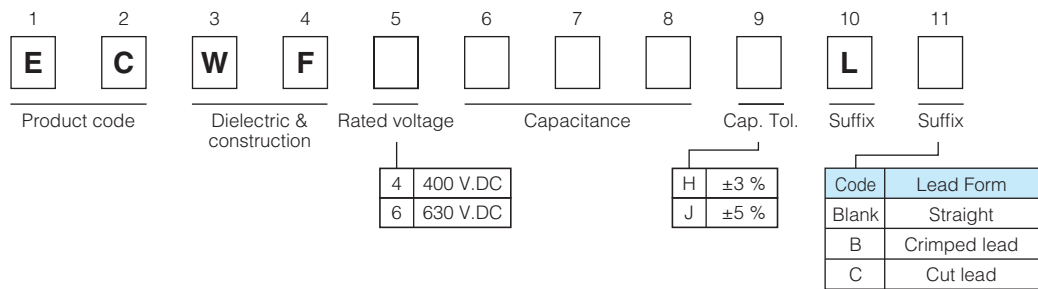 1 2 3 4 5 6 7 8 9 10 11
E C W F L
Product code Dielectric & Rated voltage Capacitance Cap. Tol. Suffix Suffix
construction
4 400 V.DC H ±3 % Code Lead Form
6 630 V.DC J ±5 % Blank Straight
B Crimped lead
C Cut lead